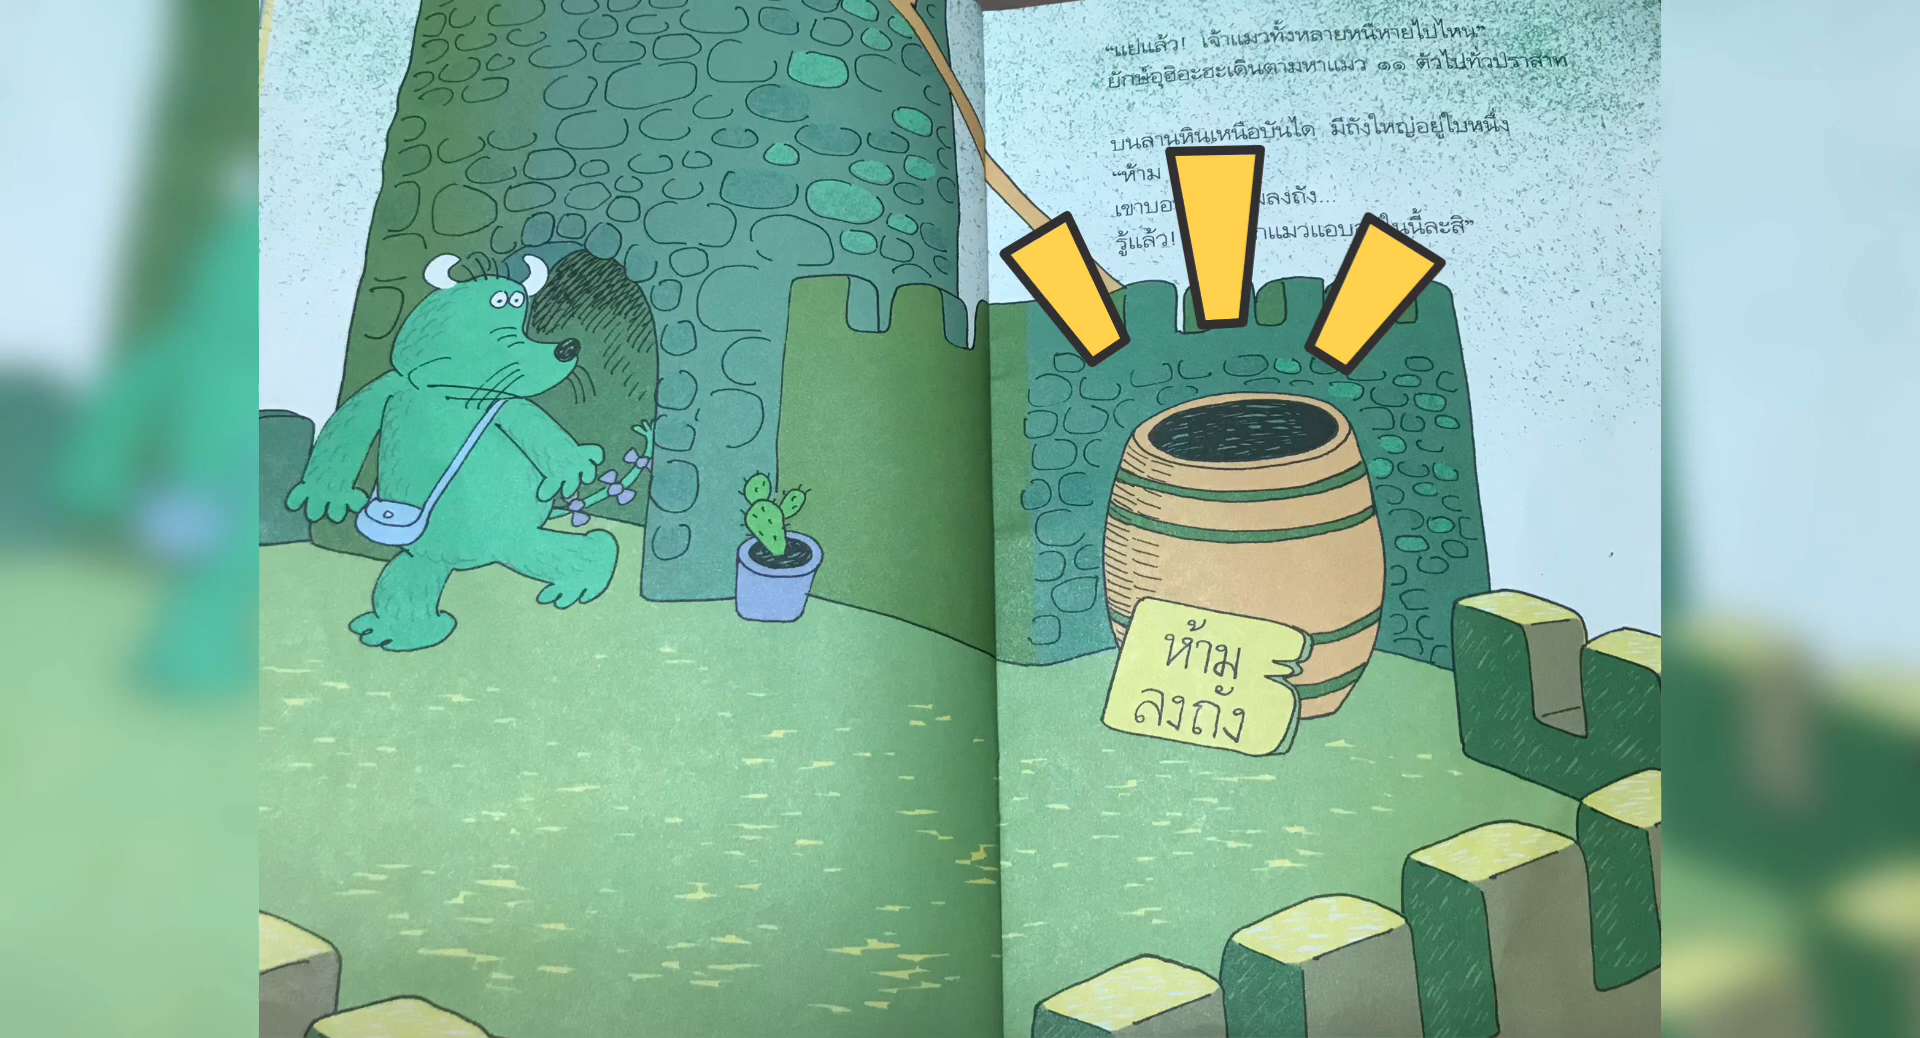 “แย่แล้ว! เจ้าแมวทั้งหลายหนีหายไปไหน”
ยักษ์อุฮิอะฮะเดินตามหาแมว ๑๑ ตัวไปทั่วปราสาท
บนลานหินเหนือบันได มีถังใหญ่อยู่ใบหนึ่ง
“ห้าม
ลงถัง...
รู้แล้ว! แมวแอบ นี้ละสิ”
ห้าม
ลงถัง